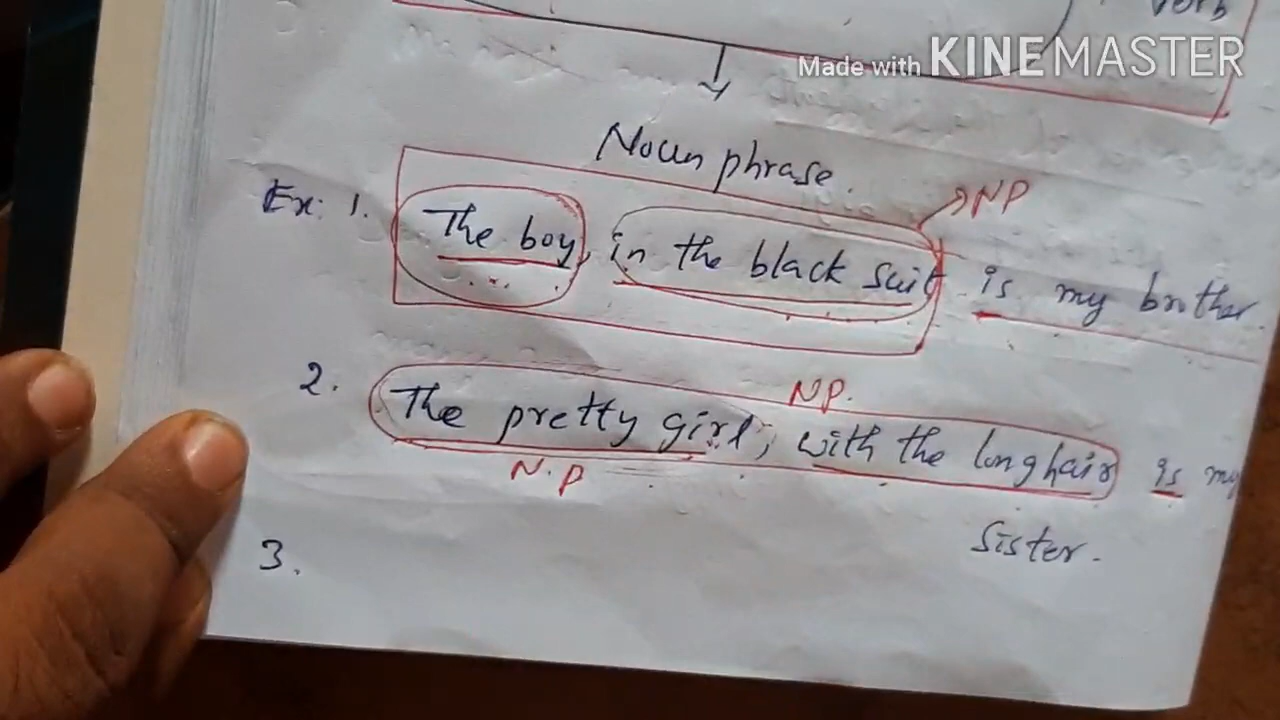 Verb
Made with KINEMASTER
Noun phrase.
NP
Ex: 1. The boy, in the black suit is my brother.
NP.
2. The pretty girl, with the long hair is my
N.P
Sister.
3.